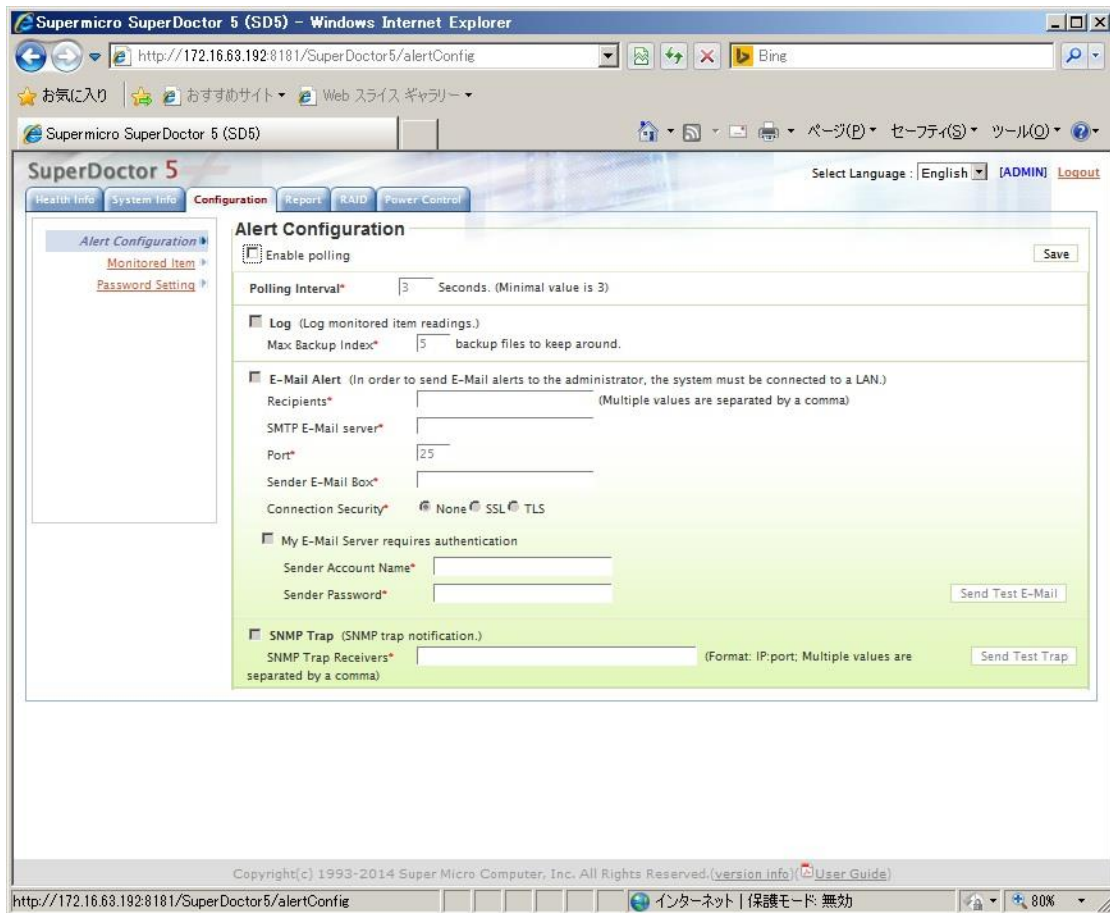 Supermicro SuperDoctor 5 (SD5) - Windows Internet Explorer
http://172.16.63.192:8181/SuperDoctor5/alertConfig
Bing
お気に入り おすすめサイト Web スライス ギャラリー
Supermicro SuperDoctor 5 (SD5)
ページ(P) セーフティ(S) ツール(O)
SuperDoctor 5
Select Language : English [ADMIN] Logout
Health Info System Info Configuration Report RAID Power Control
Alert Configuration
Monitored Item
Password Setting
Alert Configuration
Enable polling Save
Polling Interval* 3 Seconds. (Minimal value is 3)
Log (Log monitored item readings.)
Max Backup Index* 5 backup files to keep around.
E-Mail Alert (In order to send E-Mail alerts to the administrator, the system must be connected to a LAN.)
Recipients* (Multiple values are separated by a comma)
SMTP E-Mail server*
Port* 25
Sender E-Mail Box*
Connection Security* None SSL TLS
My E-Mail Server requires authentication
Sender Account Name*
Sender Password* Send Test E-Mail
SNMP Trap (SNMP trap notification.)
SNMP Trap Receivers* (Format: IP:port; Multiple values are separated by a comma) Send Test Trap
Copyright(c) 1993-2014 Super Micro Computer, Inc. All Rights Reserved.(version info)(User Guide)
http://172.16.63.192:8181/SuperDoctor5/alertConfig インターネット | 保護モード: 無効 80%